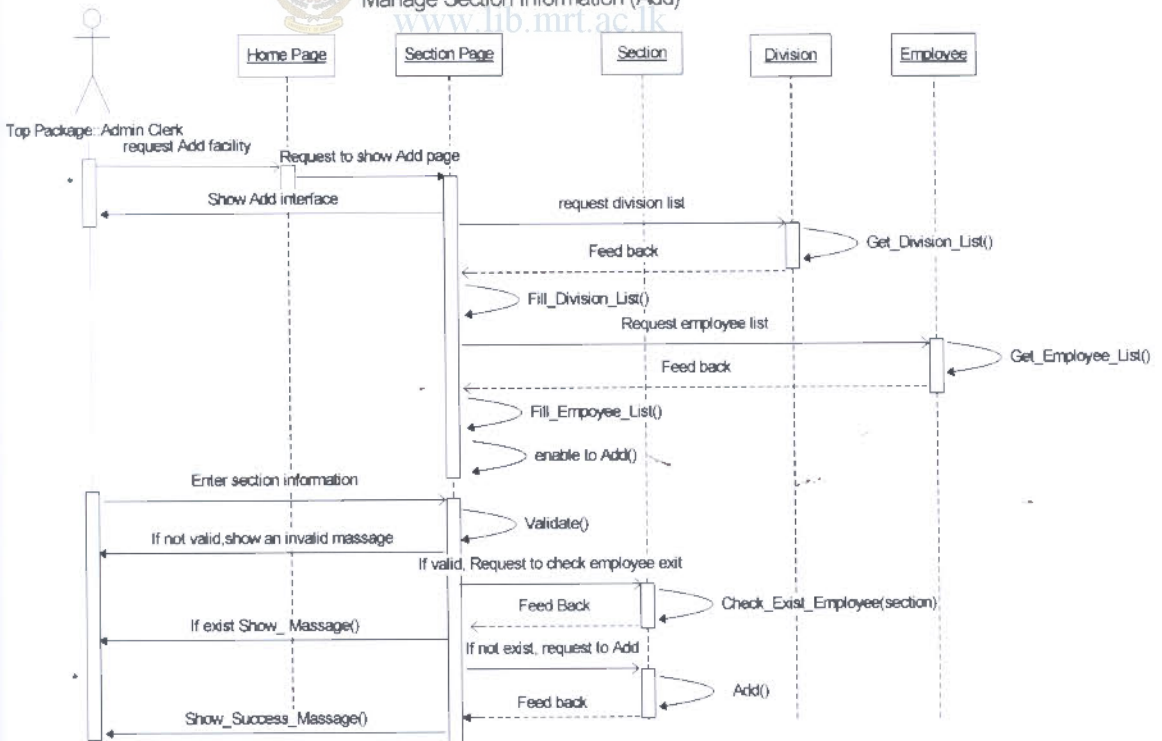 Manage Section Information (Add)
www.lib.mrt.ac.lk
Home Page
Section Page
Section
Division
Employee
Top Package::Admin Clerk
request Add facility
Request to show Add page
Show Add interface
request division list
Get_Division_List()
Feed back
Fill_Division_List()
Request employee list
Get_Employee_List()
Feed back
Fill_Empoyee_List()
enable to Add()
Enter section information
Validate()
If not valid,show an invalid massage
If valid, Request to check employee exit
Feed Back
Check_Exist_Employee(section)
If exist Show_ Massage()
If not exist, request to Add
Add()
Feed back
Show_Success_Massage()